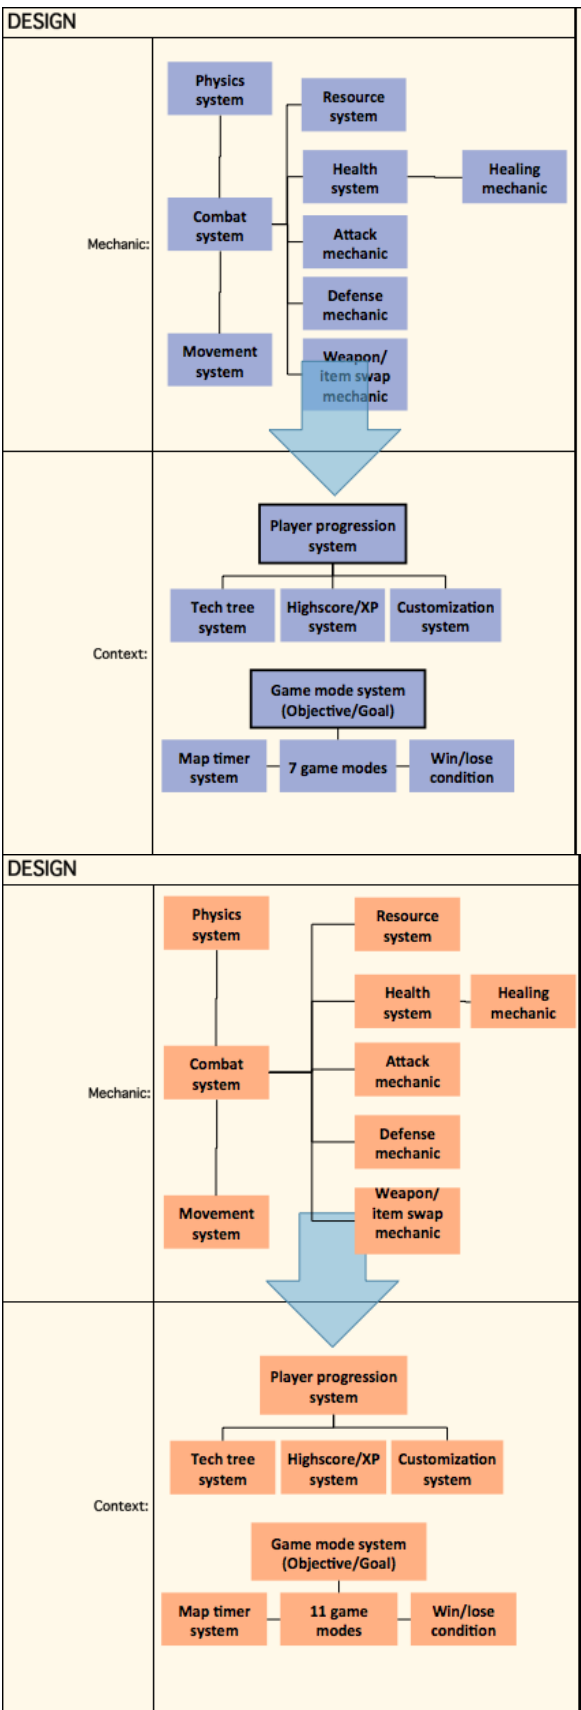 DESIGN
Physics
system
Resource
system
Health
system
Healing
mechanic
Combat
system
Mechanic:
Attack
mechanic
Defense
mechanic
Movement
system
Weapon/
item swap
mechanic
Player progression
system
Tech tree
system
Highscore/XP
system
Customization
system
Context:
Game mode system
(Objective/Goal)
Map timer
system
7 game modes
Win/lose
condition
DESIGN
Physics
system
Resource
system
Health
system
Healing
mechanic
Combat
system
Mechanic:
Attack
mechanic
Defense
mechanic
Movement
system
Weapon/
item swap
mechanic
Player progression
system
Tech tree
system
Highscore/XP
system
Customization
system
Context:
Game mode system
(Objective/Goal)
Map timer
system
11 game
modes
Win/lose
condition